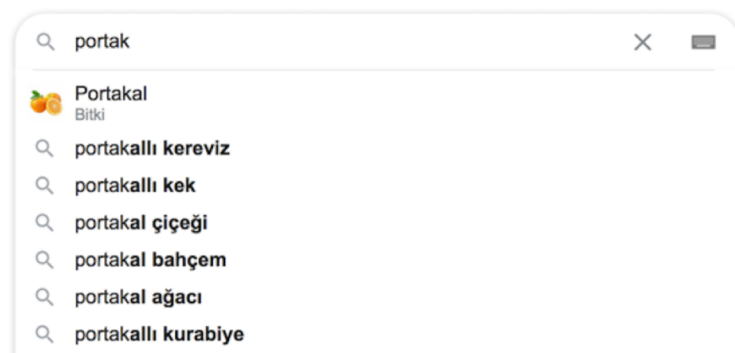 portak
Portakal
Bitki
portakallı kereviz
portakallı kek
portakal çiçeği
portakal bahçem
portakal ağacı
portakallı kurabiye